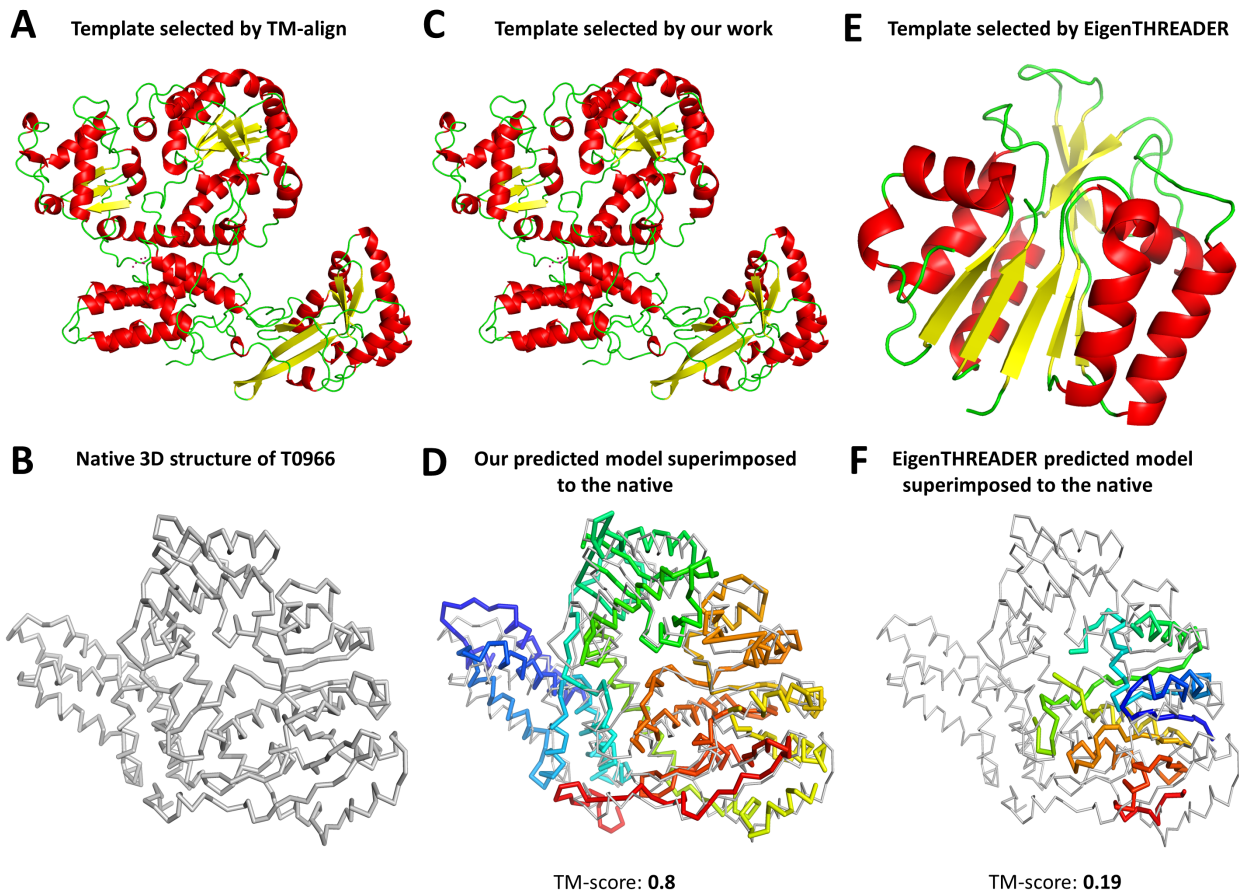 A Template selected by TM-align
C Template selected by our work
E Template selected by EigenTHREADER
B Native 3D structure of T0966
D Our predicted model superimposed
to the native
F EigenTHREADER predicted model
superimposed to the native
TM-score: 0.8
TM-score: 0.19